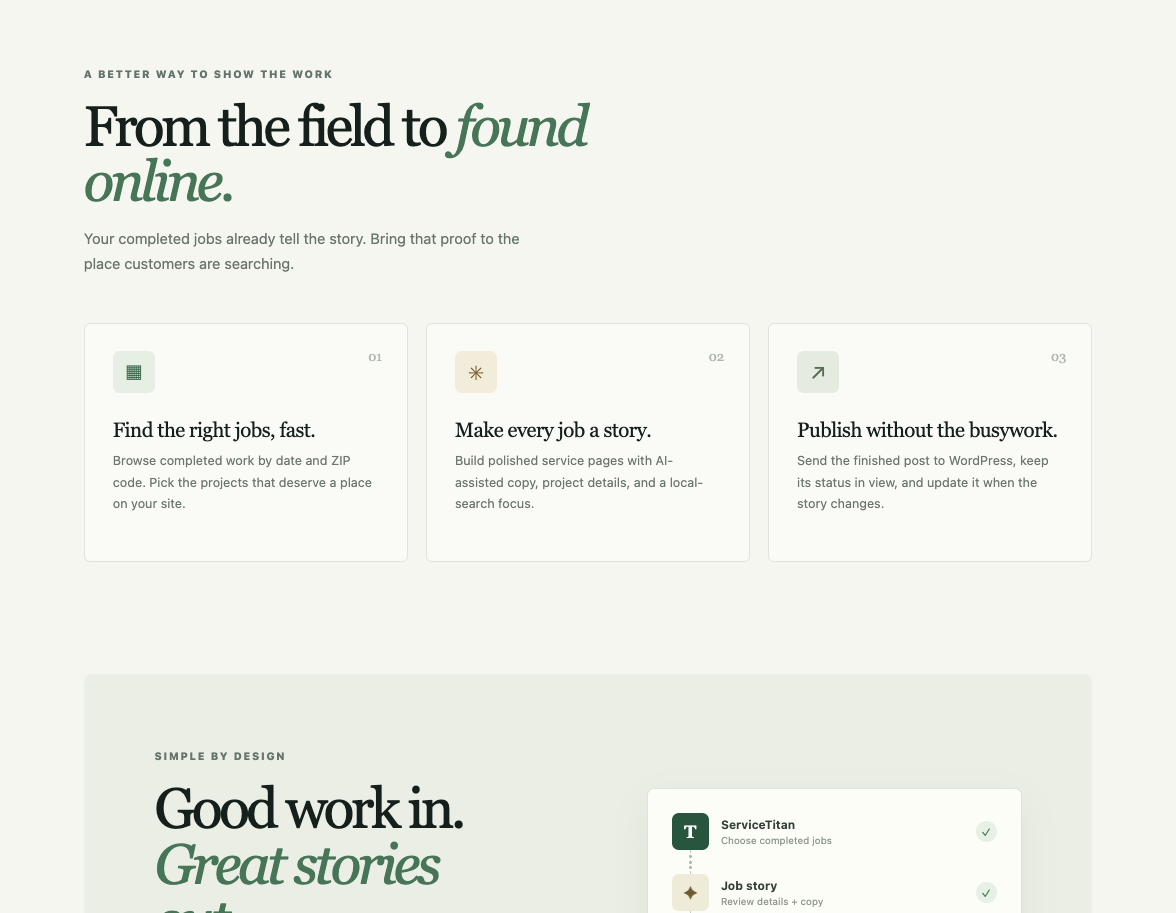 A BETTER WAY TO SHOW THE WORK
From the field to found
online.
Your completed jobs already tell the story. Bring that proof to the
place customers are searching.
01
Find the right jobs, fast.
Browse completed work by date and ZIP
code. Pick the projects that deserve a place
on your site.
02
Make every job a story.
Build polished service pages with AI-
assisted copy, project details, and a local-
search focus.
03
Publish without the busywork.
Send the finished post to WordPress, keep
its status in view, and update it when the
story changes.
SIMPLE BY DESIGN
Good work in.
Great stories
T
ServiceTitan
Choose completed jobs
Job story
Review details + copy